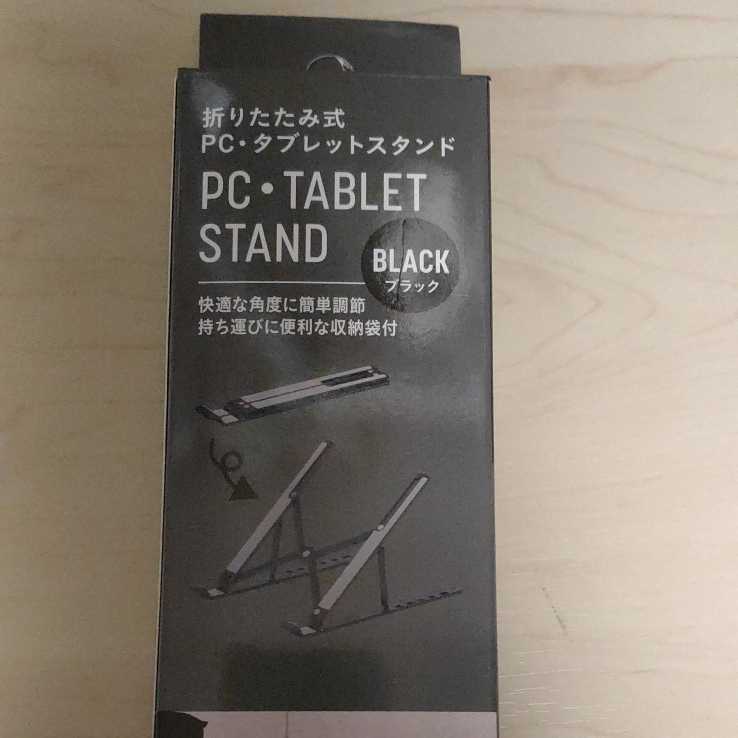 折りたたみ式
PC・タブレットスタンド
PC・TABLET
STAND
BLACK
ブラック
快適な角度に簡単調節
持ち運びに便利な収納袋付